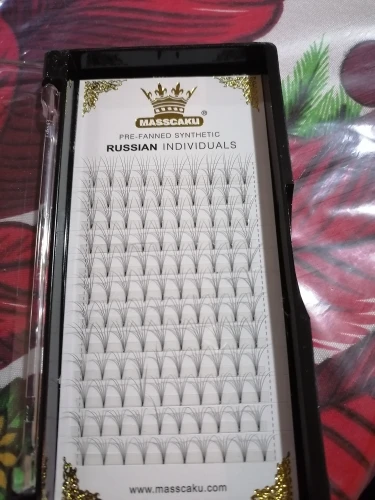 MASSCAKU ®
PRE-FANNED SYNTHETIC
RUSSIAN INDIVIDUALS
www.masscaku.com